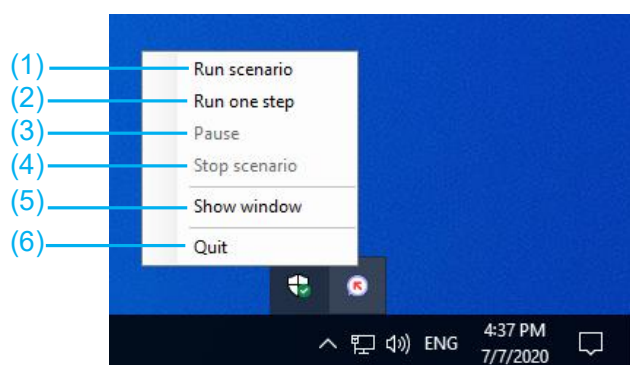 (1) Run scenario
(2) Run one step
(3) Pause
(4) Stop scenario
(5) Show window
(6) Quit
ENG 4:37 PM
7/7/2020